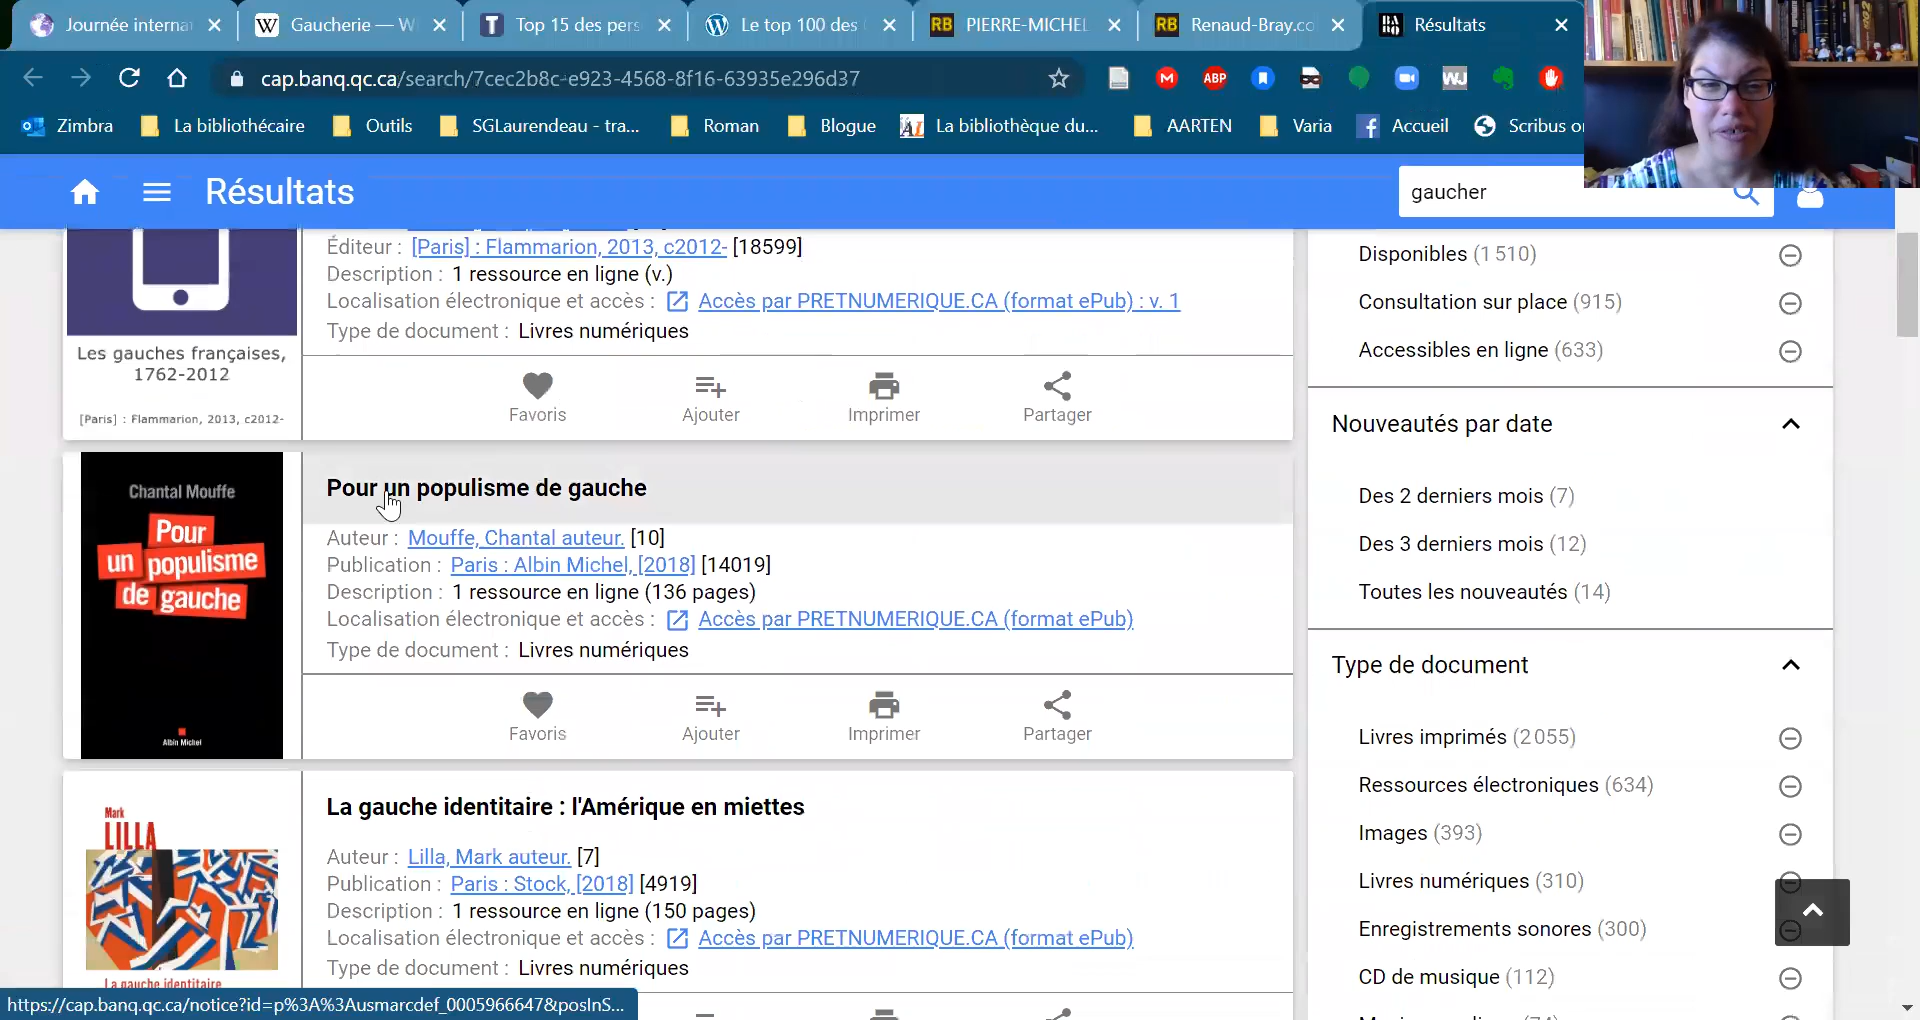 Journée interna
Gaucherie — W
Top 15 des pers
Le top 100 des
PIERRE-MICHEL
Renaud-Bray.co
Résultats
cap.banq.qc.ca/search/7cec2b8c-e923-4568-8f16-63935e296d37
Zimbra
La bibliothécaire
Outils
SGLaurendeau - tra...
Roman
Blogue
La bibliothèque du...
AARTEN
Varia
Accueil
Scribus on
Résultats
gaucher
Éditeur : [Paris] : Flammarion, 2013, c2012- [18599]
Description : 1 ressource en ligne (v.)
Localisation électronique et accès : Accès par PRETNUMERIQUE.CA (format ePub) : v. 1
Type de document : Livres numériques
Les gauches françaises,
1762-2012
[Paris] : Flammarion, 2013, c2012-
Favoris
Ajouter
Imprimer
Partager
Chantal Mouffe
Pour
un populisme
de gauche
Albin Michel
Pour un populisme de gauche
Auteur : Mouffe, Chantal auteur. [10]
Publication : Paris : Albin Michel, [2018] [14019]
Description : 1 ressource en ligne (136 pages)
Localisation électronique et accès : Accès par PRETNUMERIQUE.CA (format ePub)
Type de document : Livres numériques
Favoris
Ajouter
Imprimer
Partager
Mark
LILLA
La gauche identitaire
La gauche identitaire : l'Amérique en miettes
Auteur : Lilla, Mark auteur. [7]
Publication : Paris : Stock, [2018] [4919]
Description : 1 ressource en ligne (150 pages)
Localisation électronique et accès : Accès par PRETNUMERIQUE.CA (format ePub)
Type de document : Livres numériques
Disponibles (1 510)
Consultation sur place (915)
Accessibles en ligne (633)
Nouveautés par date
Des 2 derniers mois (7)
Des 3 derniers mois (12)
Toutes les nouveautés (14)
Type de document
Livres imprimés (2 055)
Ressources électroniques (634)
Images (393)
Livres numériques (310)
Enregistrements sonores (300)
CD de musique (112)
https://cap.banq.qc.ca/notice?id=p%3A%3Ausmarcdef_0005966647&posInS...